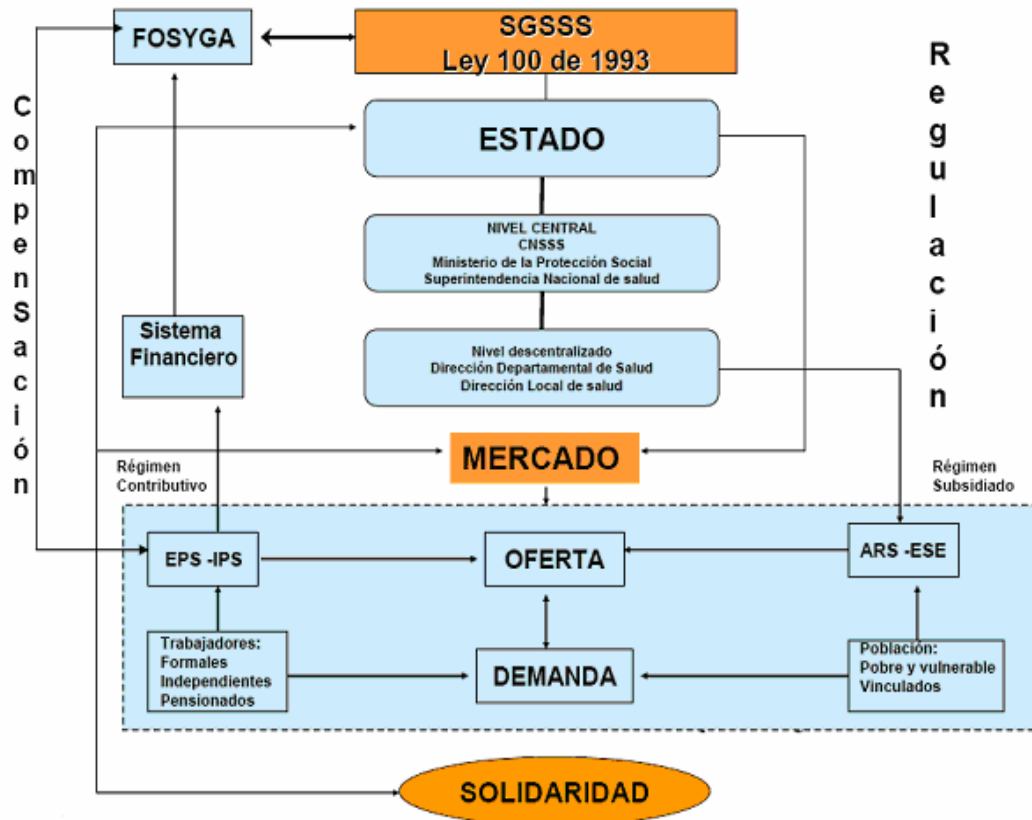 FOSYGA
SGSSS
Ley 100 de 1993
CompenSación
Regulación
ESTADO
NIVEL CENTRAL
CNSSS
Ministerio de la Protección Social
Superintendencia Nacional de salud
Sistema
Financiero
Nivel descentralizado
Dirección Departamental de Salud
Dirección Local de salud
MERCADO
Régimen
Contributivo
Régimen
Subsidiado
EPS -IPS
OFERTA
ARS -ESE
Trabajadores:
Formales
Independientes
Pensionados
DEMANDA
Población:
Pobre y vulnerable
Vinculados
SOLIDARIDAD